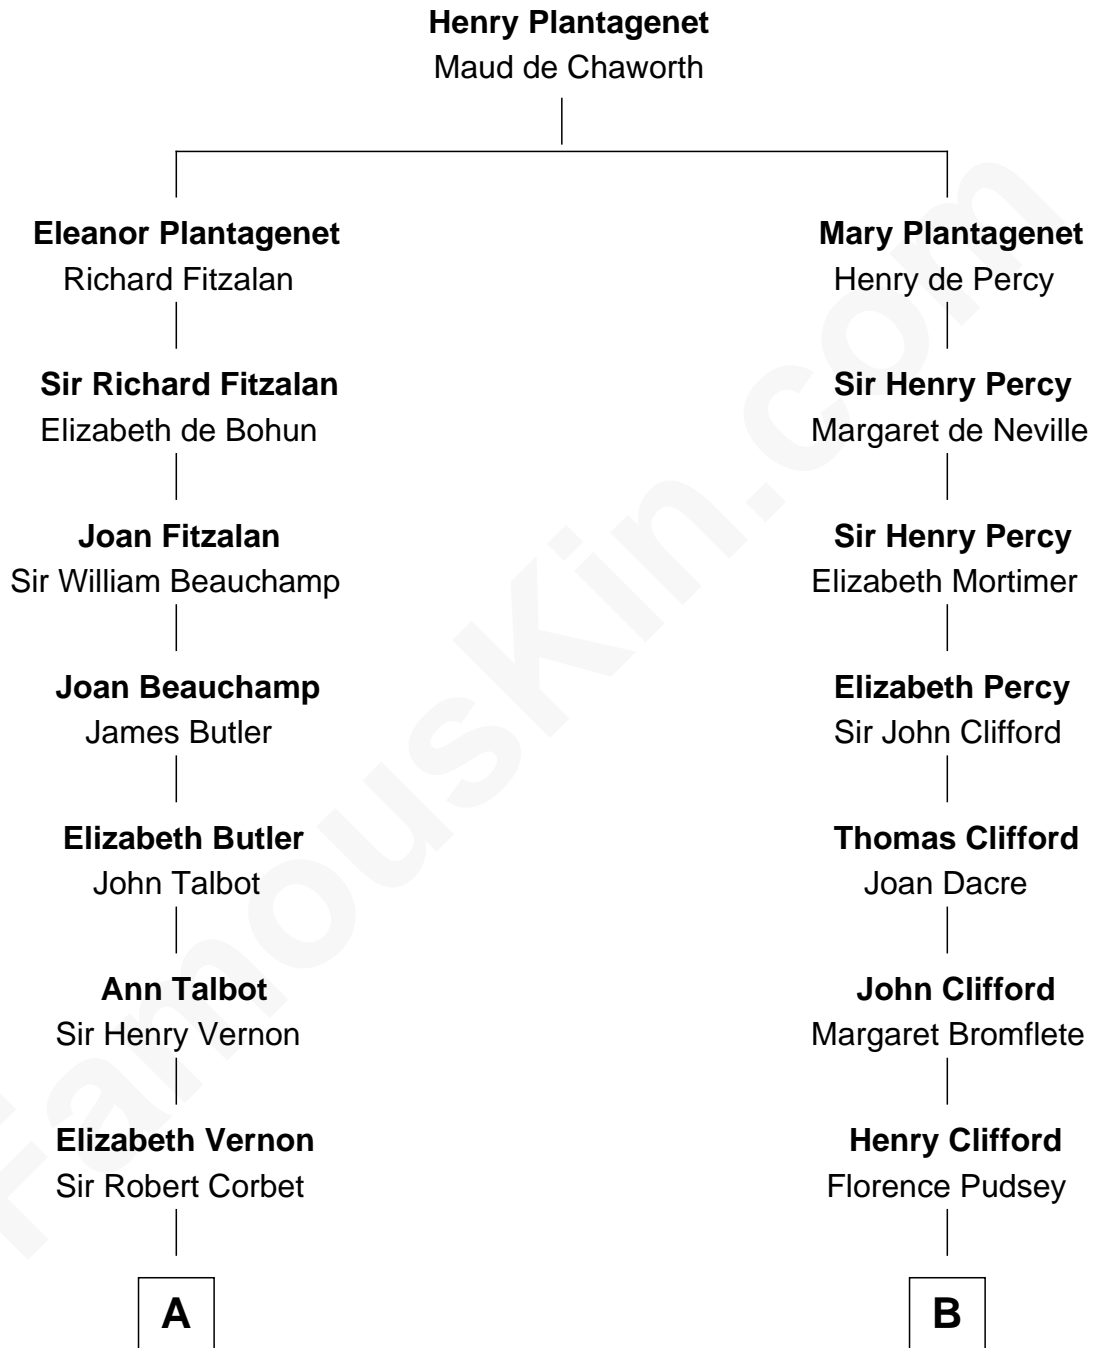 Henry Plantagenet
Maud de Chaworth
Eleanor Plantagenet
Richard Fitzalan
Sir Richard Fitzalan
Elizabeth de Bohun
Joan Fitzalan
Sir William Beauchamp
Joan Beauchamp
James Butler
Elizabeth Butler
John Talbot
Ann Talbot
Sir Henry Vernon
Elizabeth Vernon
Sir Robert Corbet
A
Mary Plantagenet
Henry de Percy
Sir Henry Percy
Margaret de Neville
Sir Henry Percy
Elizabeth Mortimer
Elizabeth Percy
Sir John Clifford
Thomas Clifford
Joan Dacre
John Clifford
Margaret Bromflete
Henry Clifford
Florence Pudsey
B
FamousKin.com